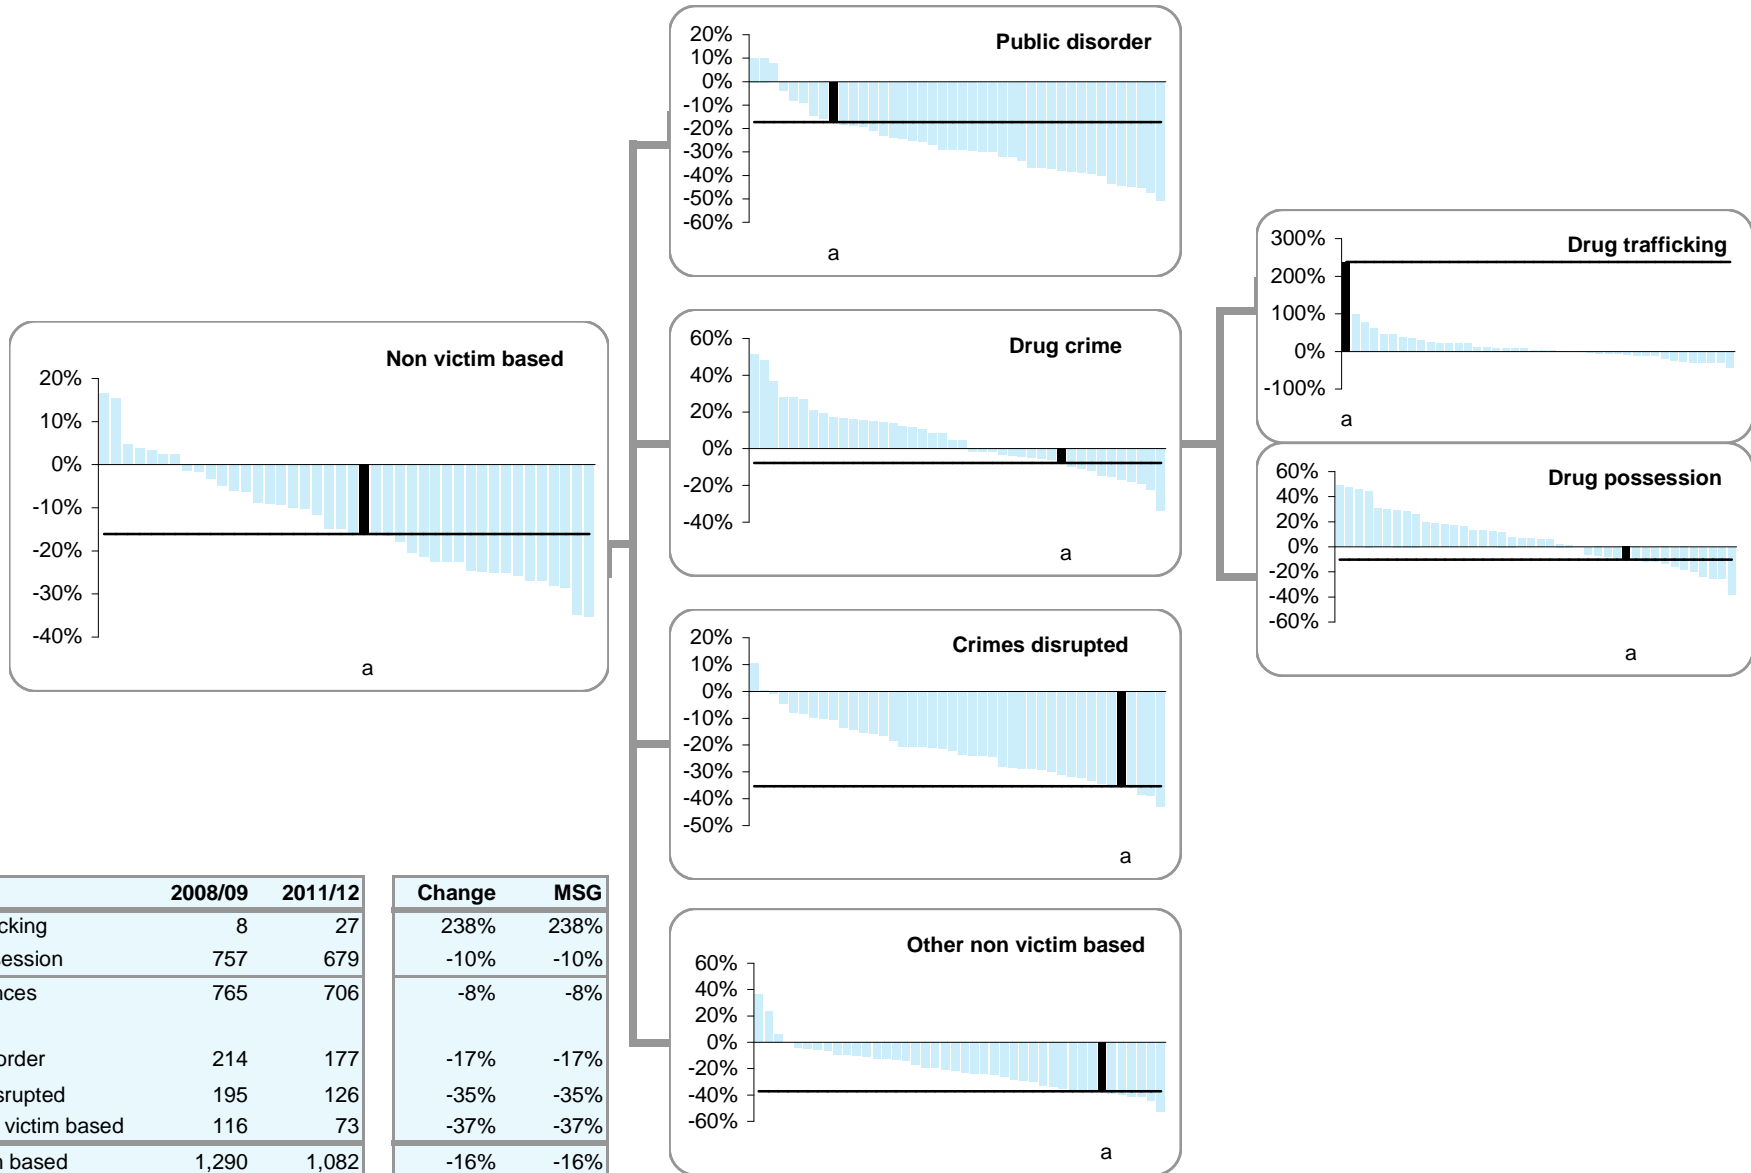 Public disorder
20%
10%
0%
-10%
-20%
-30%
-40%
-50%
-60%
a
Drug trafficking
300%
200%
100%
0%
-100%
a
Non victim based
20%
10%
0%
-10%
-20%
-30%
-40%
a
Drug crime
60%
40%
20%
0%
-20%
-40%
a
Drug possession
60%
40%
20%
0%
-20%
-40%
-60%
a
Crimes disrupted
20%
10%
0%
-10%
-20%
-30%
-40%
-50%
a
Other non victim based
60%
40%
20%
0%
-20%
-40%
-60%
a
2008/09 2011/12 Change MSG
cking 8 27 238% 238%
session 757 679 -10% -10%
nces 765 706 -8% -8%
order 214 177 -17% -17%
srupted 195 126 -35% -35%
victim based 116 73 -37% -37%
based 1,290 1,082 -16% -16%